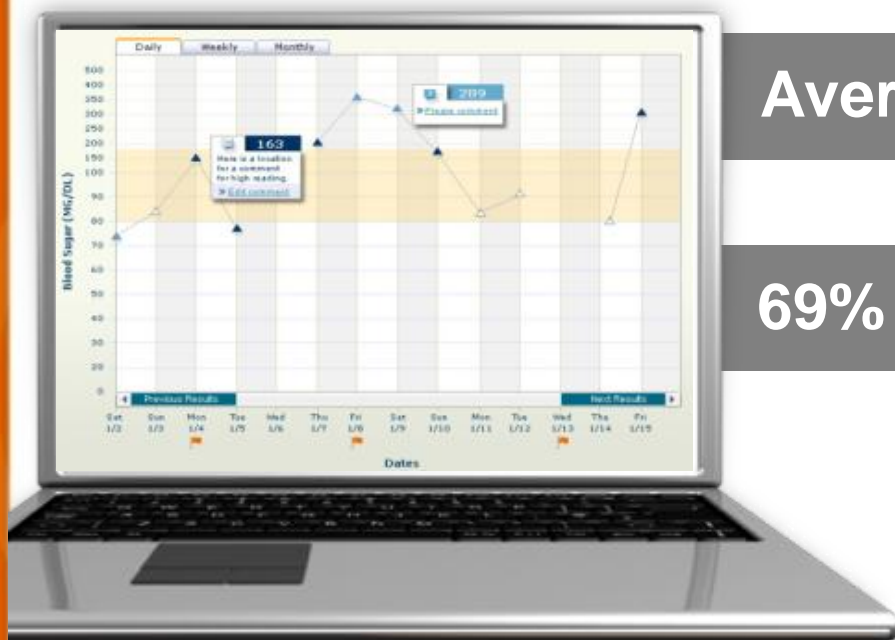 Daily Weekly Monthly
500
400
350
300
250
200
150
100
90
80
70
60
50
40
30
20
0
Blood Sugar (MG/DL)
163
Here is a location
for a comment
for high reading.
» Edit comment
289
» Private comment
Previous Results Next Results
Sat Sun Mon Tue Wed Thu Fri Sat Sun Mon Tue Wed Thu Fri
1/2 1/3 1/4 1/5 1/6 1/7 1/8 1/9 1/10 1/11 1/12 1/13 1/14 1/15
Dates
Aver
69%